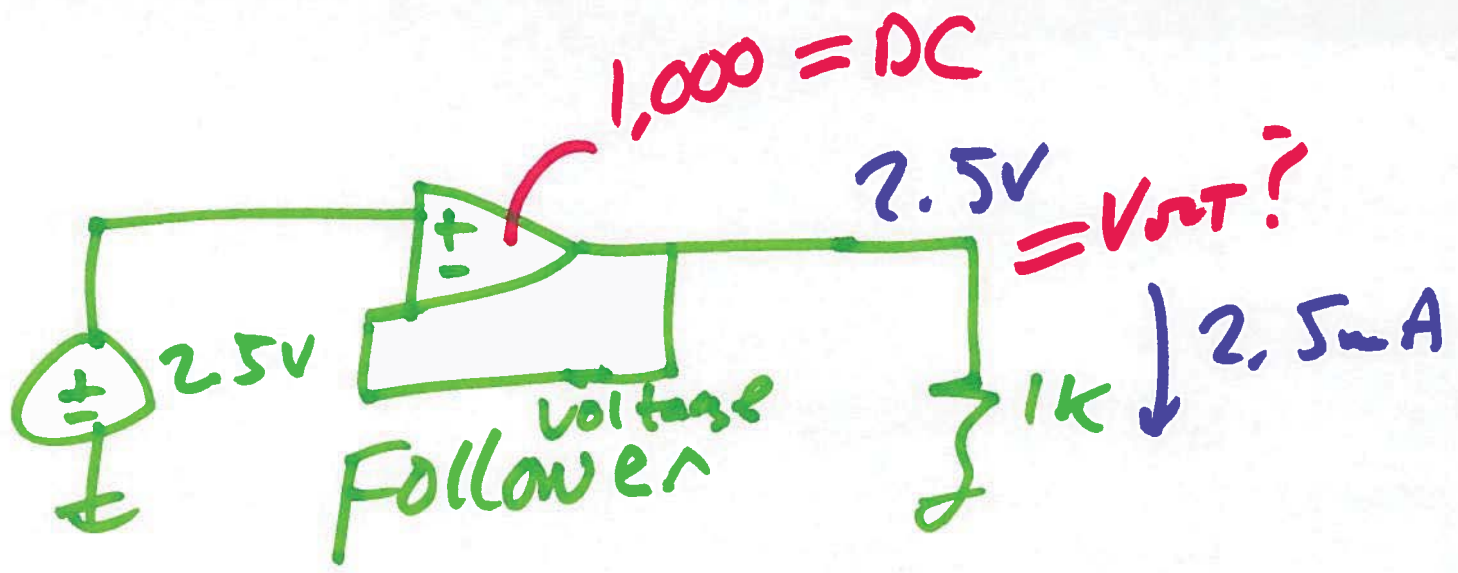 1,000 = DC
2.5V
= VOUT?
+
-
2.5V
+
-
2.5mA
1K
voltage
Follower